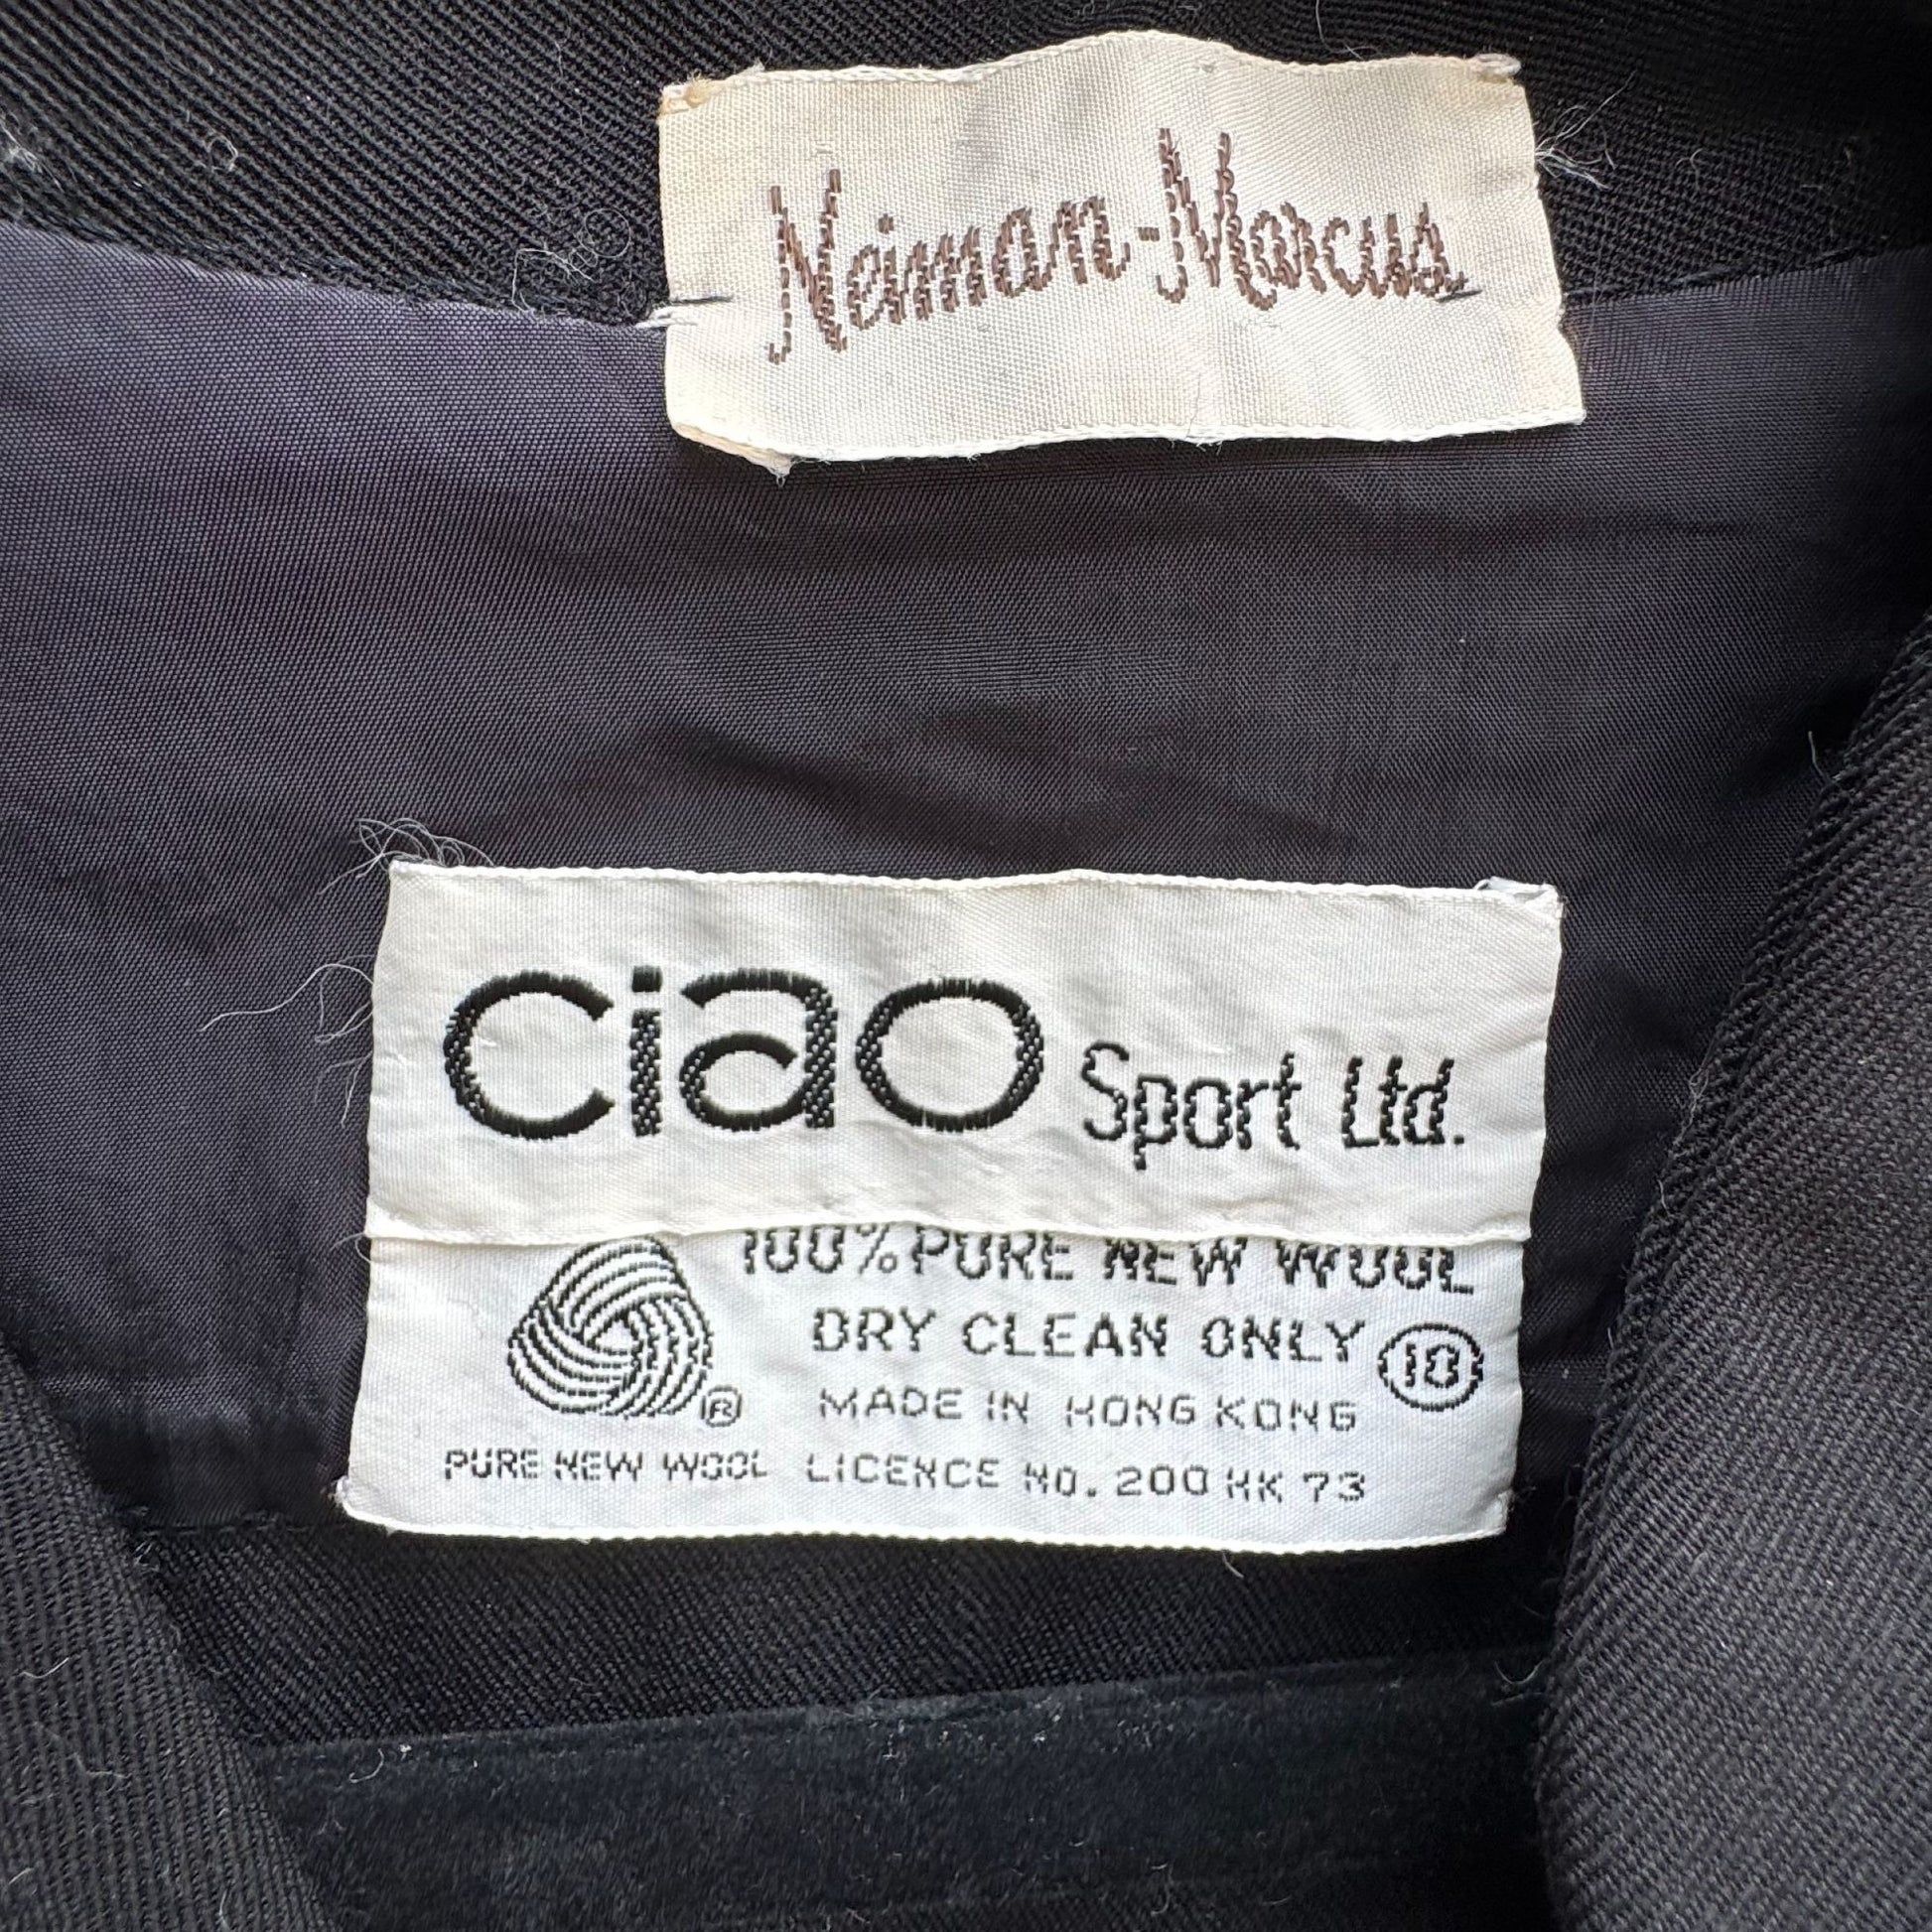 Neiman-Marcus
ciao Sport Ltd.
100% PURE NEW WOOL
DRY CLEAN ONLY 10
MADE IN HONG KONG
PURE NEW WOOL LICENCE NO. 200 HK 73
®